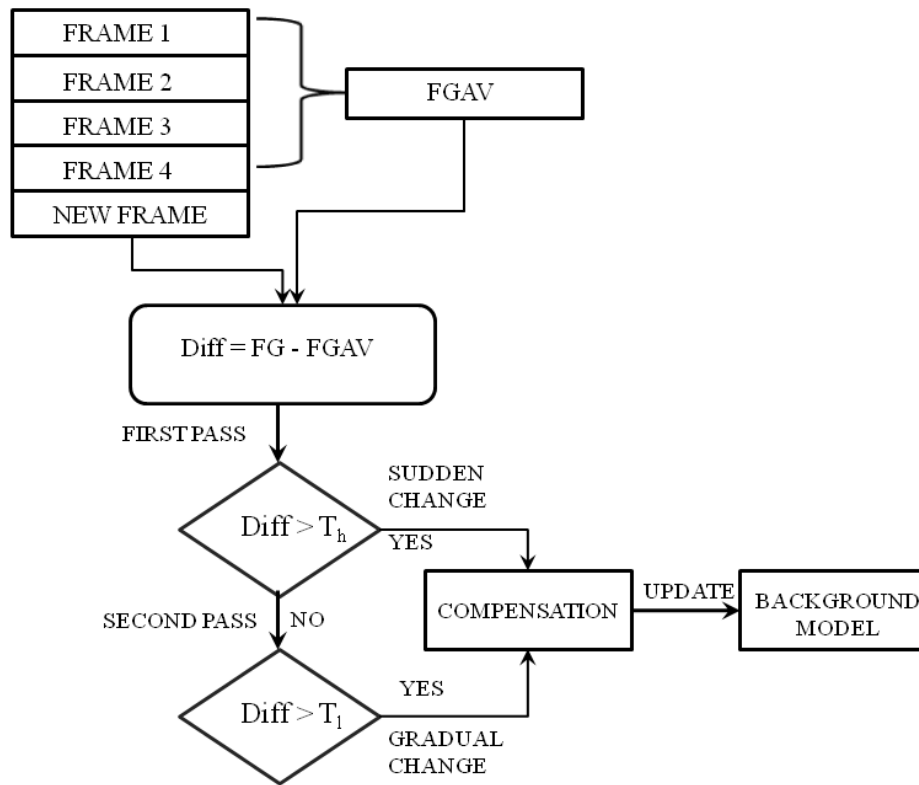 FRAME 1
FRAME 2
FRAME 3
FRAME 4
NEW FRAME
FGAV
Diff = FG - FGAV
FIRST PASS
Diff > Th
SUDDEN
CHANGE
YES
SECOND PASS
NO
Diff > Tl
YES
GRADUAL
CHANGE
COMPENSATION
UPDATE
BACKGROUND
MODEL